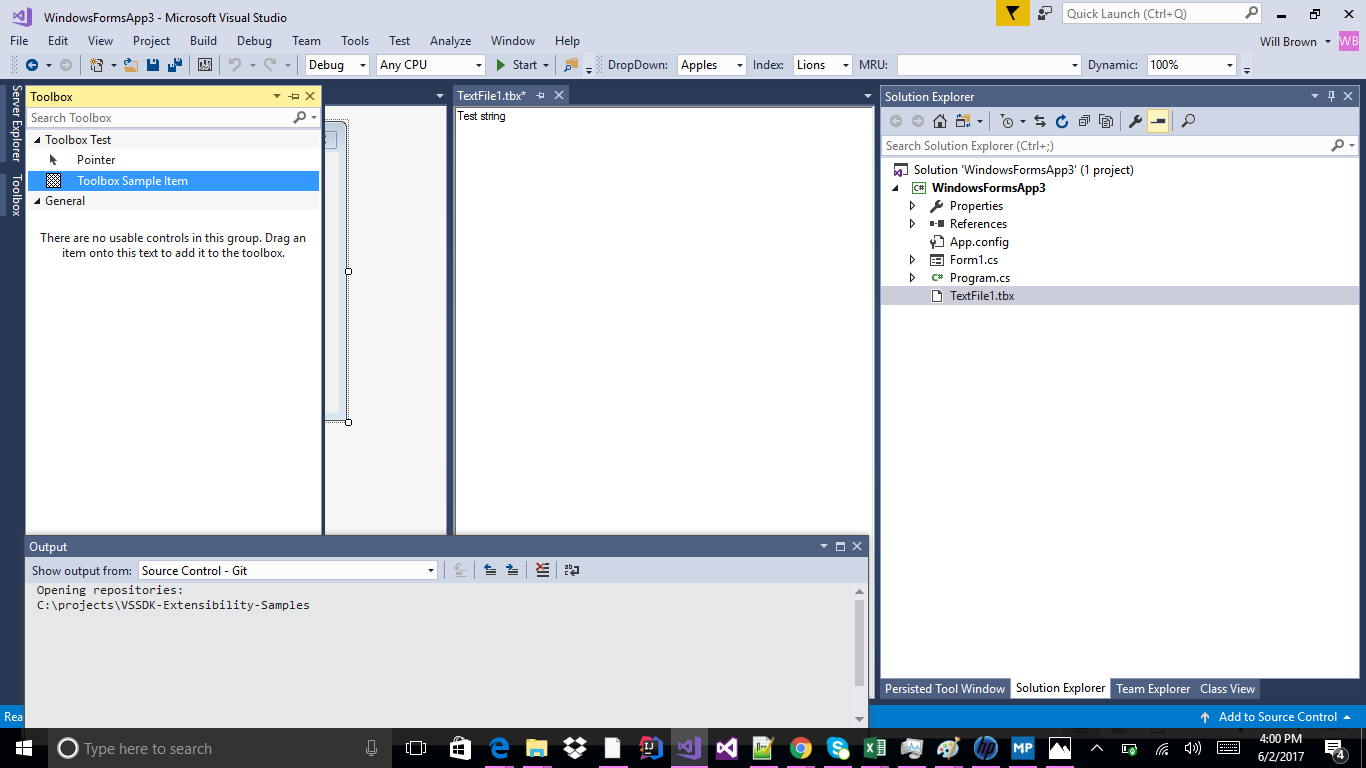 WindowsFormsApp3 - Microsoft Visual Studio
Quick Launch (Ctrl+Q)
File Edit View Project Build Debug Team Tools Test Analyze Window Help
Will Brown WB
Debug Any CPU Start DropDown: Apples Index: Lions MRU: Dynamic: 100%
Server Explorer
Toolbox
Toolbox
Search Toolbox
Toolbox Test
Pointer
Toolbox Sample Item
General
There are no usable controls in this group. Drag an
item onto this text to add it to the toolbox.
TextFile1.tbx*
Test string
Solution Explorer
Search Solution Explorer (Ctrl+;)
Solution 'WindowsFormsApp3' (1 project)
C# WindowsFormsApp3
Properties
References
App.config
Form1.cs
C# Program.cs
TextFile1.tbx
Persisted Tool Window Solution Explorer Team Explorer Class View
Output
Show output from: Source Control - Git
Opening repositories:
C:\projects\VSSDK-Extensibility-Samples
Rea
Add to Source Control
Type here to search
MP
4:00 PM
6/2/2017
4